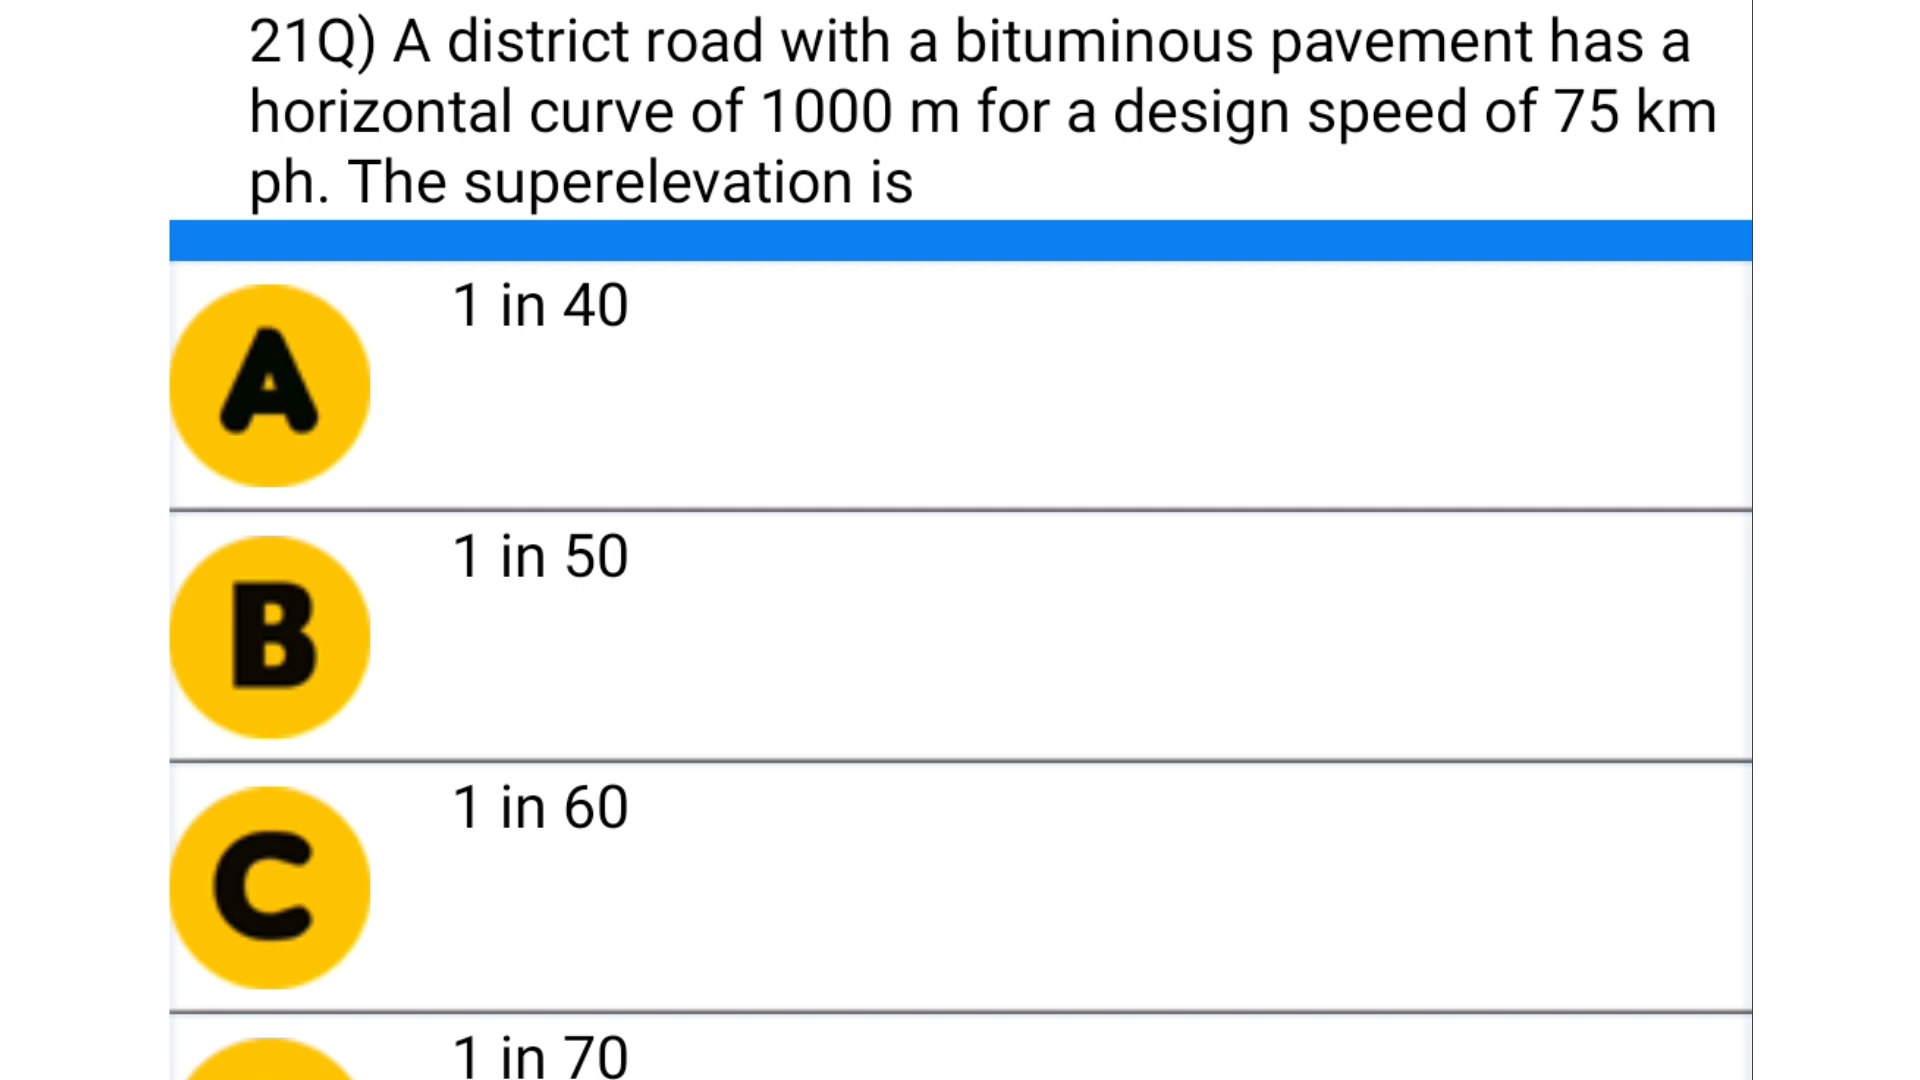 21Q) A district road with a bituminous pavement has a
horizontal curve of 1000 m for a design speed of 75 km
ph. The superelevation is
1 in 40
A
1 in 50
B
1 in 60
C
1 in 70